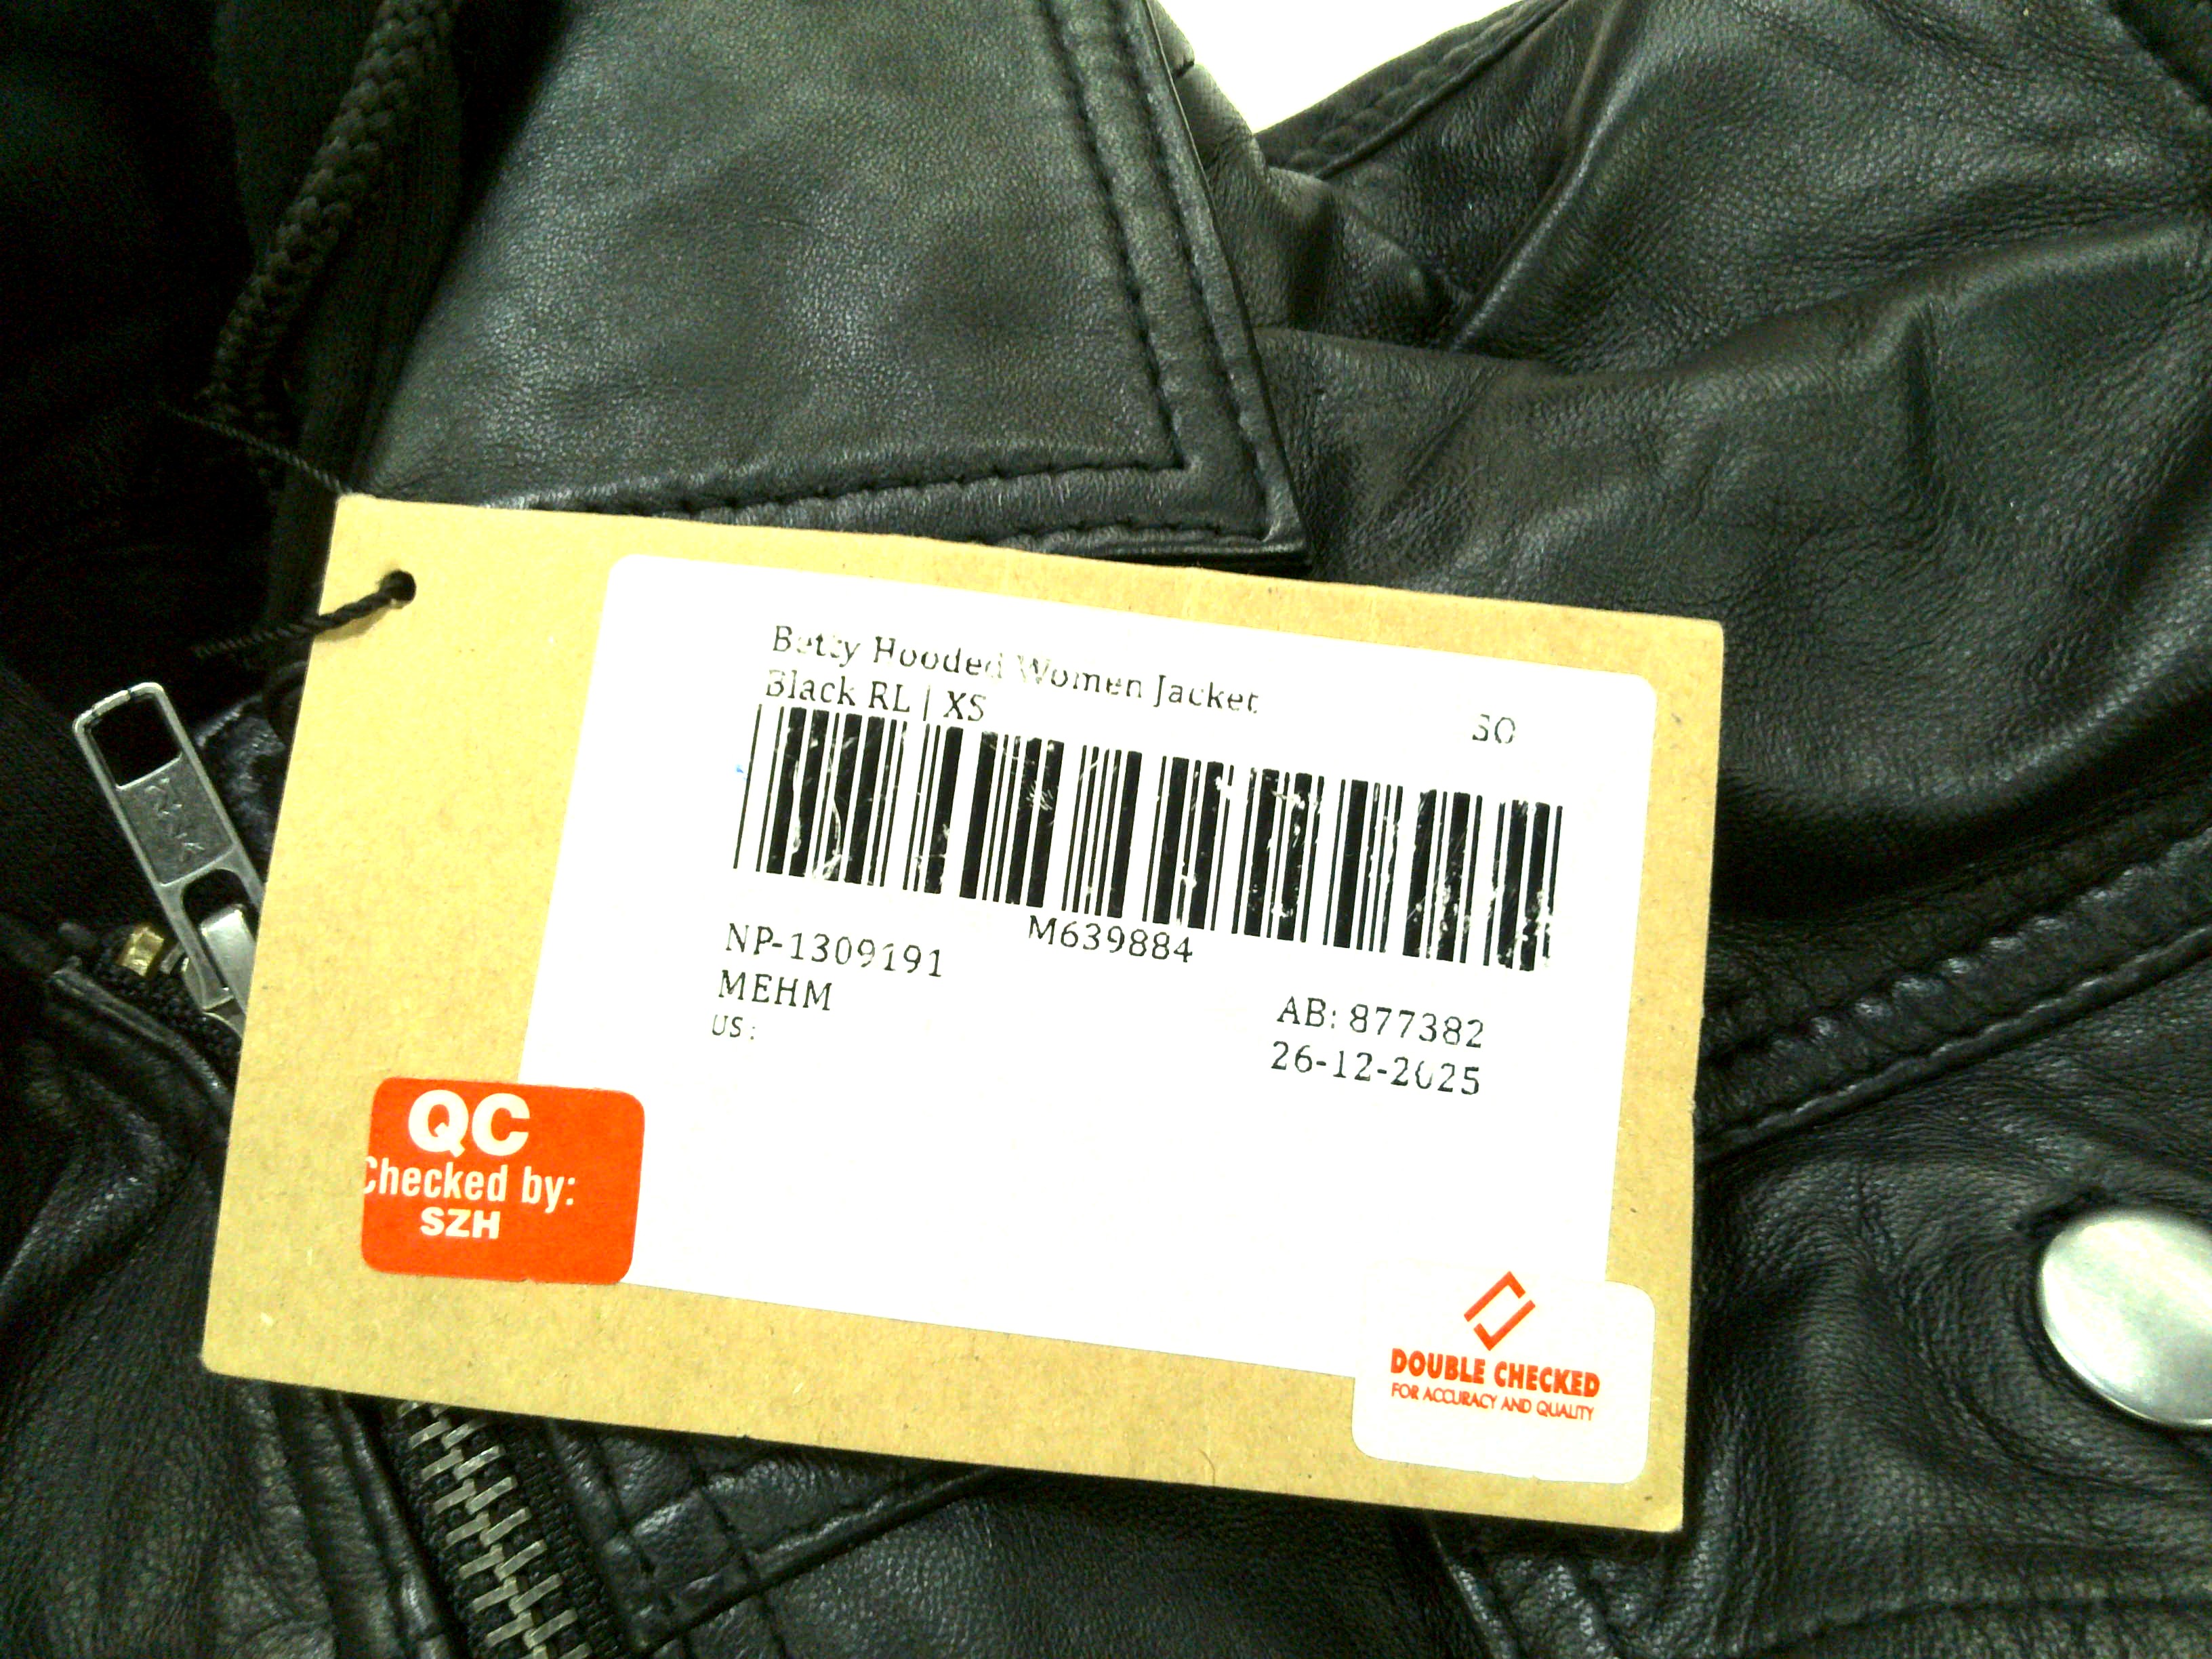 Betty Hooded Women Jacket
Black RL | XS
SO
M639884
NP-1309191
MEHM
US:
AB: 877382
26-12-2025
QC
Checked by:
SZH
DOUBLE CHECKED
FOR ACCURACY AND QUALITY